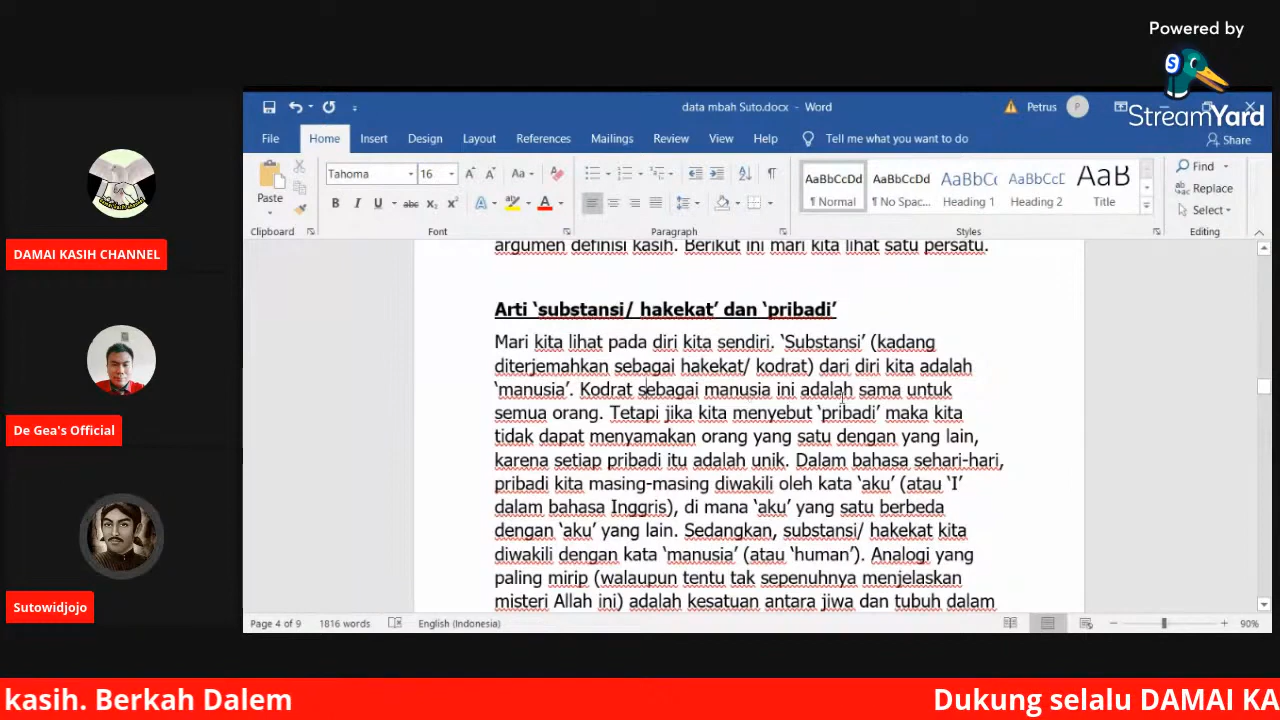 Powered by
S
StreamYard
data mbah Suto.docx - Word
Petrus
P
File Home Insert Design Layout References Mailings Review View Help Tell me what you want to do
Share
Paste
Tahoma 16
Aa
B I U abc x₂ x²
A A
AaBbCcDd AaBbCcDd AaBbCc AaBbCcC AaB
¶ Normal ¶ No Spac... Heading 1 Heading 2 Title
Find
Replace
Select
Clipboard Font Paragraph Styles Editing
argumen definisi kasih. Berikut ini mari kita lihat satu persatu.
Arti ‘substansi/ hakekat’ dan ‘pribadi’
Mari kita lihat pada diri kita sendiri. ‘Substansi’ (kadang
diterjemahkan sebagai hakekat/ kodrat) dari diri kita adalah
‘manusia’. Kodrat sebagai manusia ini adalah sama untuk
semua orang. Tetapi jika kita menyebut ‘pribadi’ maka kita
tidak dapat menyamakan orang yang satu dengan yang lain,
karena setiap pribadi itu adalah unik. Dalam bahasa sehari-hari,
pribadi kita masing-masing diwakili oleh kata ‘aku’ (atau ‘I’
dalam bahasa Inggris), di mana ‘aku’ yang satu berbeda
dengan ‘aku’ yang lain. Sedangkan, substansi/ hakekat kita
diwakili dengan kata ‘manusia’ (atau ‘human’). Analogi yang
paling mirip (walaupun tentu tak sepenuhnya menjelaskan
misteri Allah ini) adalah kesatuan antara jiwa dan tubuh dalam
Page 4 of 9 1816 words English (Indonesia) 90%
DAMAI KASIH CHANNEL
De Gea's Official
Sutowidjojo
kasih. Berkah Dalem Dukung selalu DAMAI KA